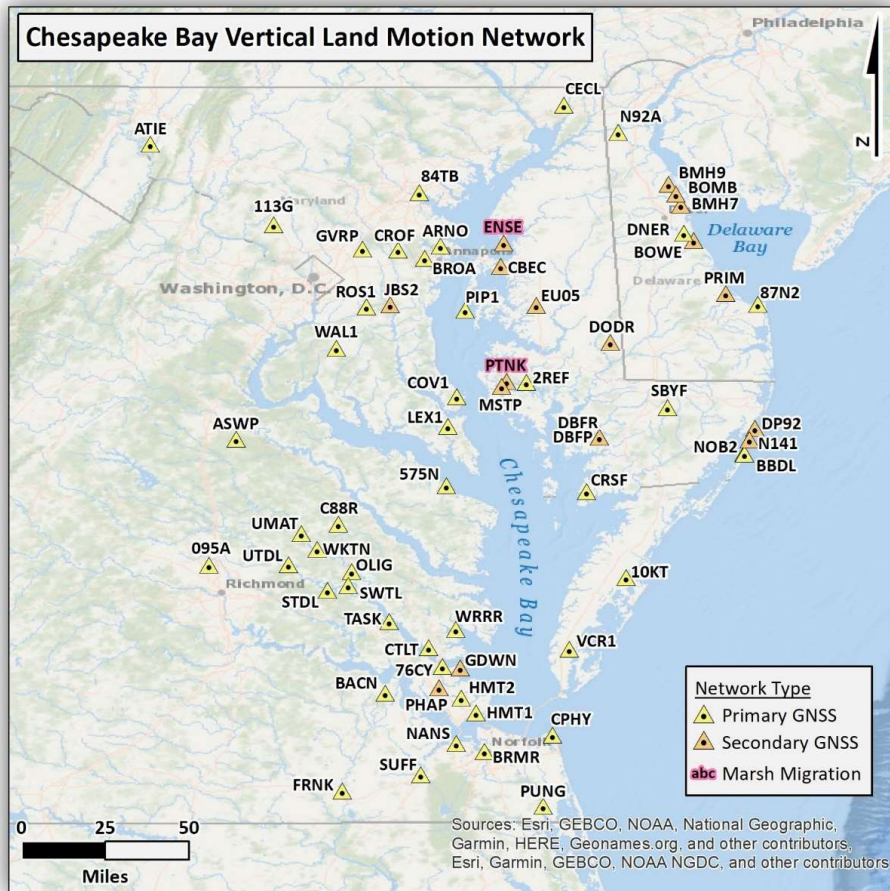 Chesapeake Bay Vertical Land Motion Network
Philadelphia
N
CECL
N92A
ATIE
84TB
BMH9
BOMB
BMH7
Maryland
113G
GVRP
CROF
ARNO
ENSE
DNER
Delaware
Bay
Annapolis
BROA
CBEC
BOWE
Washington, D.C.
Delaware
PRIM
87N2
ROS1
JBS2
PIP1
EU05
WAL1
DODR
PTNK
2REF
COV1
MSTP
SBYF
LEX1
ASWP
DBFR
DBFP
DP92
N141
NOB2
BBDL
575N
CRSF
Chesapeake Bay
C88R
UMAT
WKTN
095A
UTDL
OLIG
Richmond
STDL
SWTL
10KT
TASK
WRRR
CTLT
VCR1
76CY
GDWN
BACN
PHAP
HMT2
HMT1
CPHY
NANS
Norfolk
BRMR
SUFF
FRNK
PUNG
Network Type
Primary GNSS
Secondary GNSS
abc Marsh Migration
0 25 50
Miles
Sources: Esri, GEBCO, NOAA, National Geographic,
Garmin, HERE, Geonames.org, and other contributors,
Esri, Garmin, GEBCO, NOAA NGDC, and other contributors